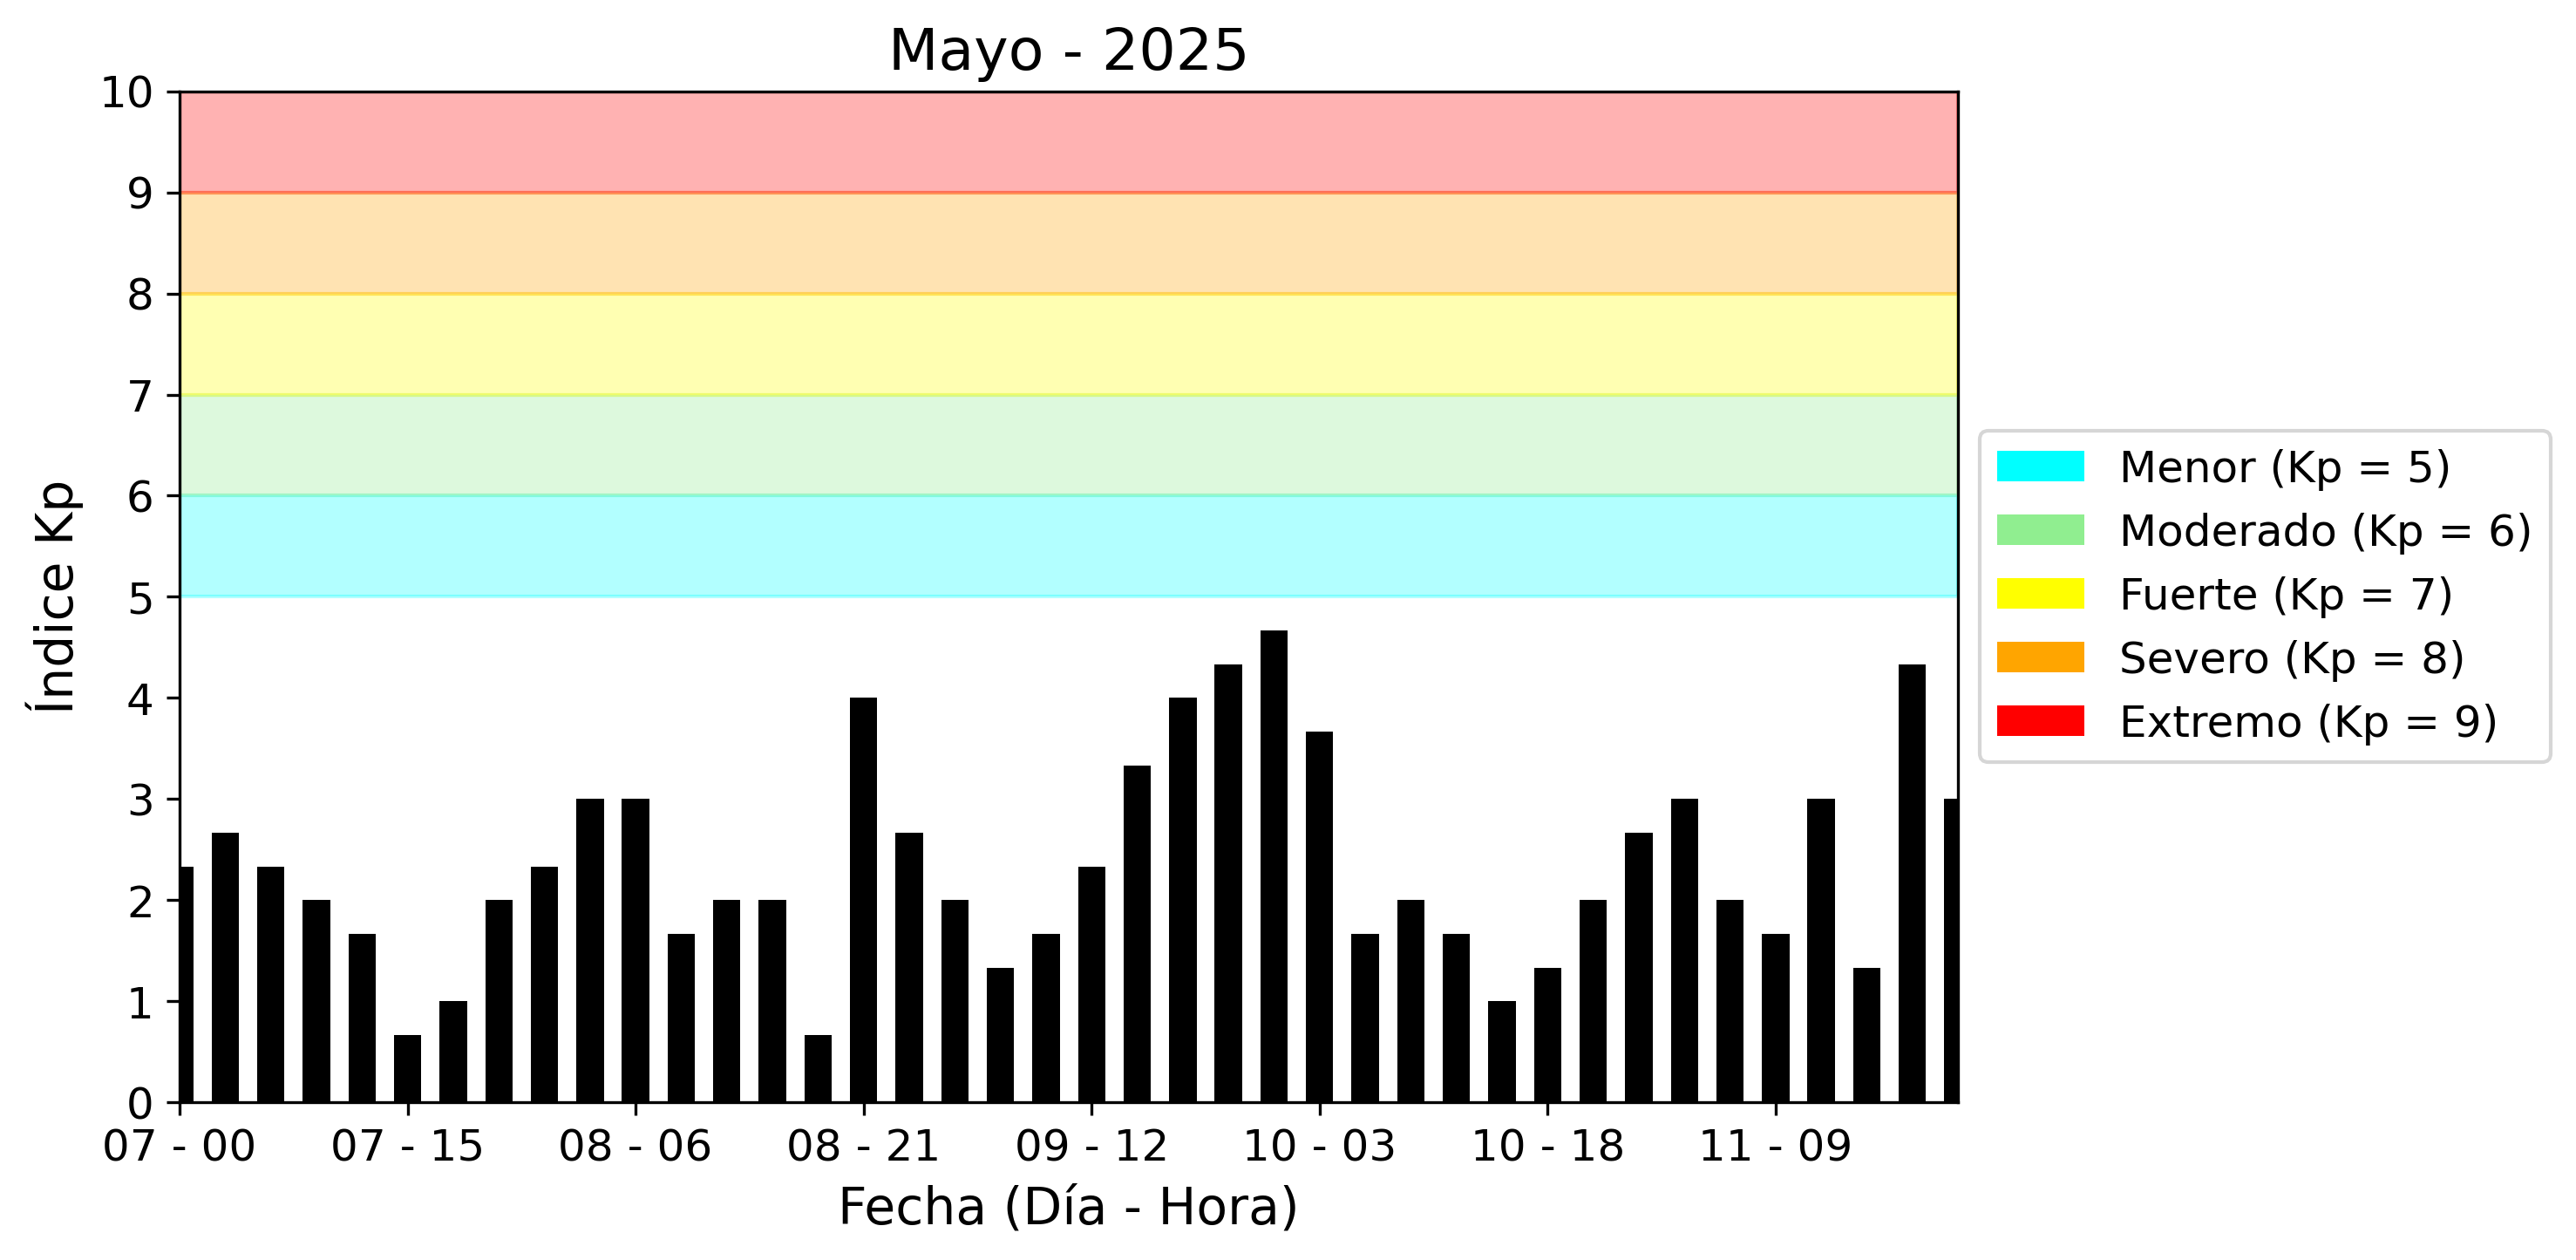 Mayo - 2025
10
9
8
7
6
5
4
3
2
1
0
Índice Kp
07 - 00 07 - 15 08 - 06 08 - 21 09 - 12 10 - 03 10 - 18 11 - 09
Fecha (Día - Hora)
Menor (Kp = 5)
Moderado (Kp = 6)
Fuerte (Kp = 7)
Severo (Kp = 8)
Extremo (Kp = 9)